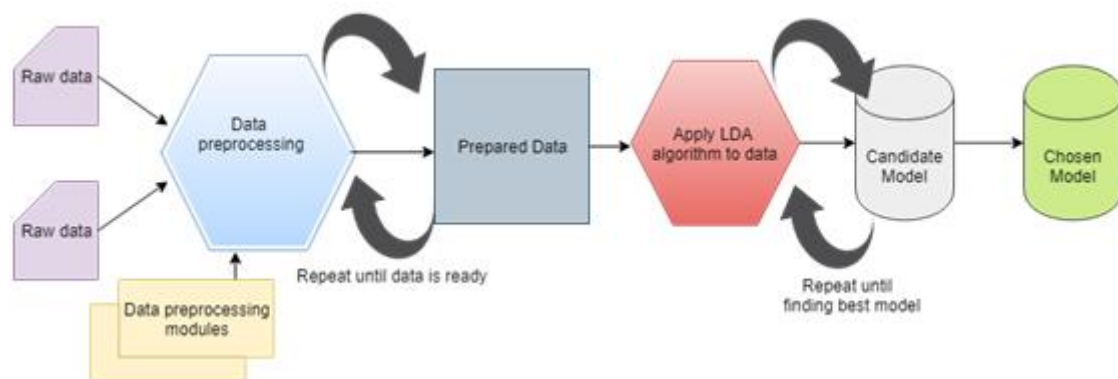 Raw data
Raw data
Data
preprocessing
Repeat until data is ready
Data preprocessing
modules
Prepared Data
Apply LDA
algorithm to data
Candidate
Model
Repeat until
finding best model
Chosen
Model